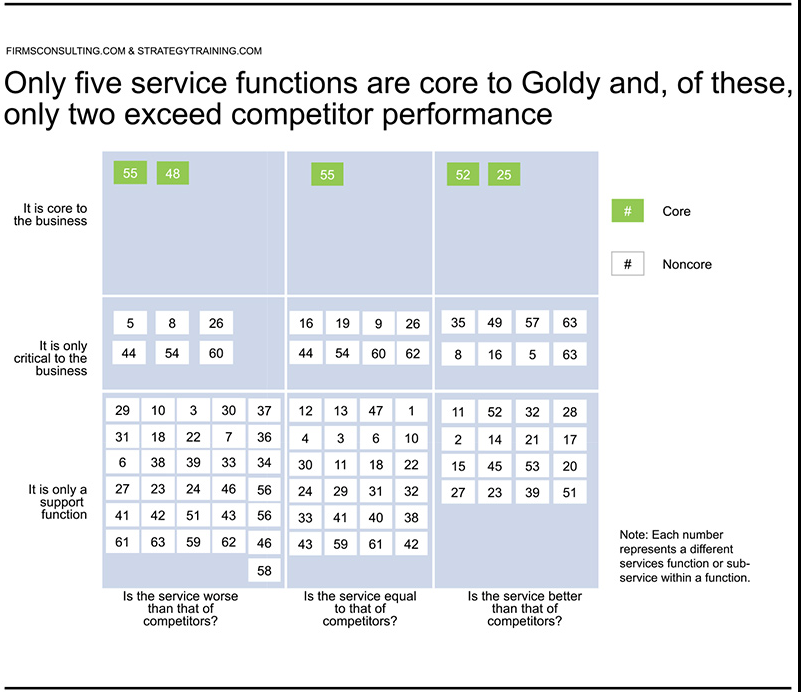 FIRMSCONSULTING.COM & STRATEGYTRAINING.COM
Only five service functions are core to Goldy and, of these,
only two exceed competitor performance
It is core to
the business
55 48
55
52 25
# Core
# Noncore
It is only
critical to the
business
5 8 26
44 54 60
16 19 9 26
44 54 60 62
35 49 57 63
8 16 5 63
It is only a
support
function
29 10 3 30 37
31 18 22 7 36
6 38 39 33 34
27 23 24 46 56
41 42 51 43 56
61 63 59 62 46
58
12 13 47 1
4 3 6 10
30 11 18 22
24 29 31 32
33 41 40 38
43 59 61 42
11 52 32 28
2 14 21 17
15 45 53 20
27 23 39 51
Note: Each number
represents a different
services function or sub-
service within a function.
Is the service worse
than that of
competitors?
Is the service equal
to that of
competitors?
Is the service better
than that of
competitors?